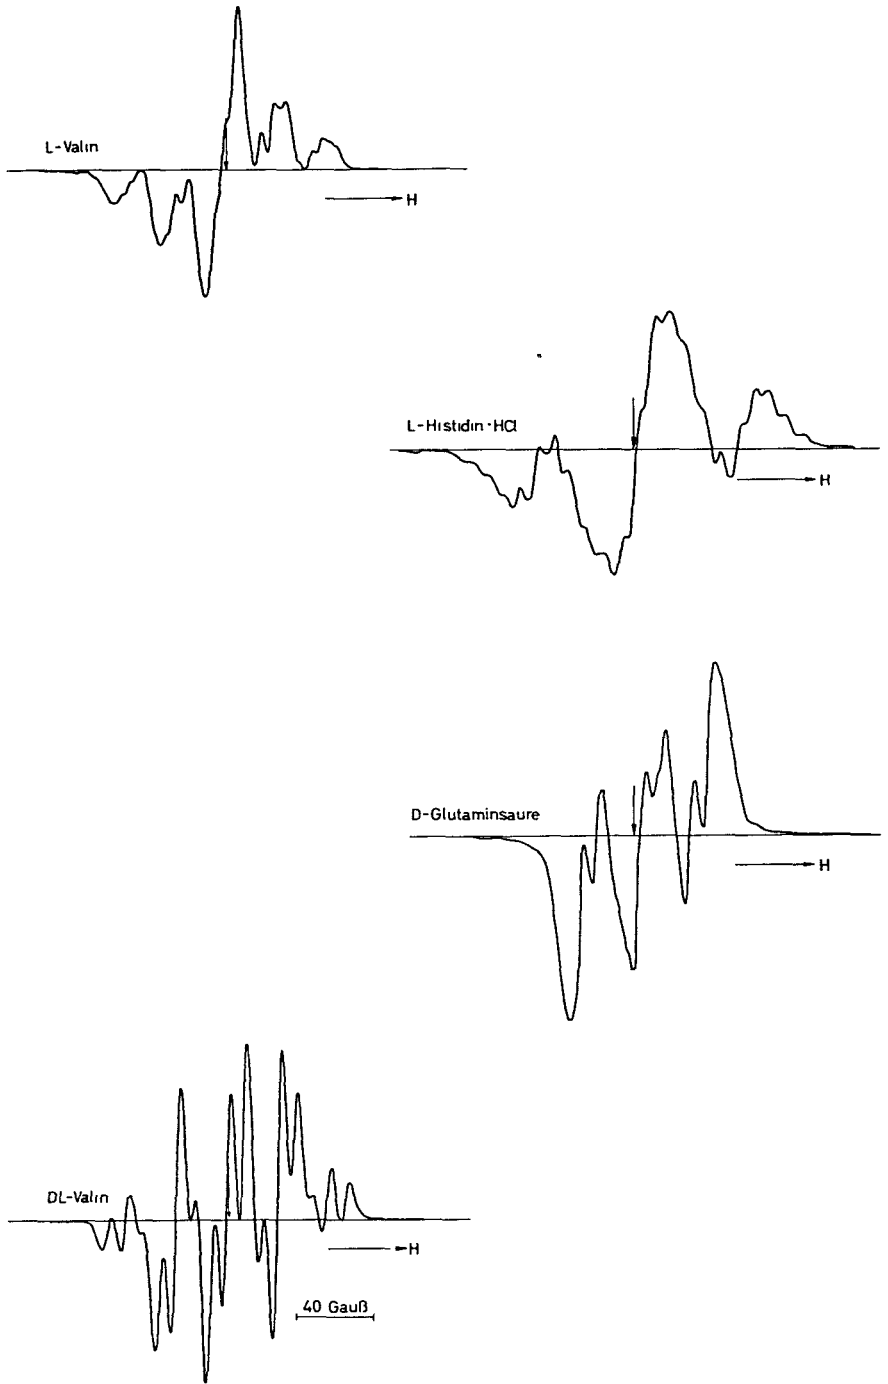 L-Valin
H
L-Histidin·HCl
H
D-Glutaminsaure
H
DL-Valin
H
40 Gauß